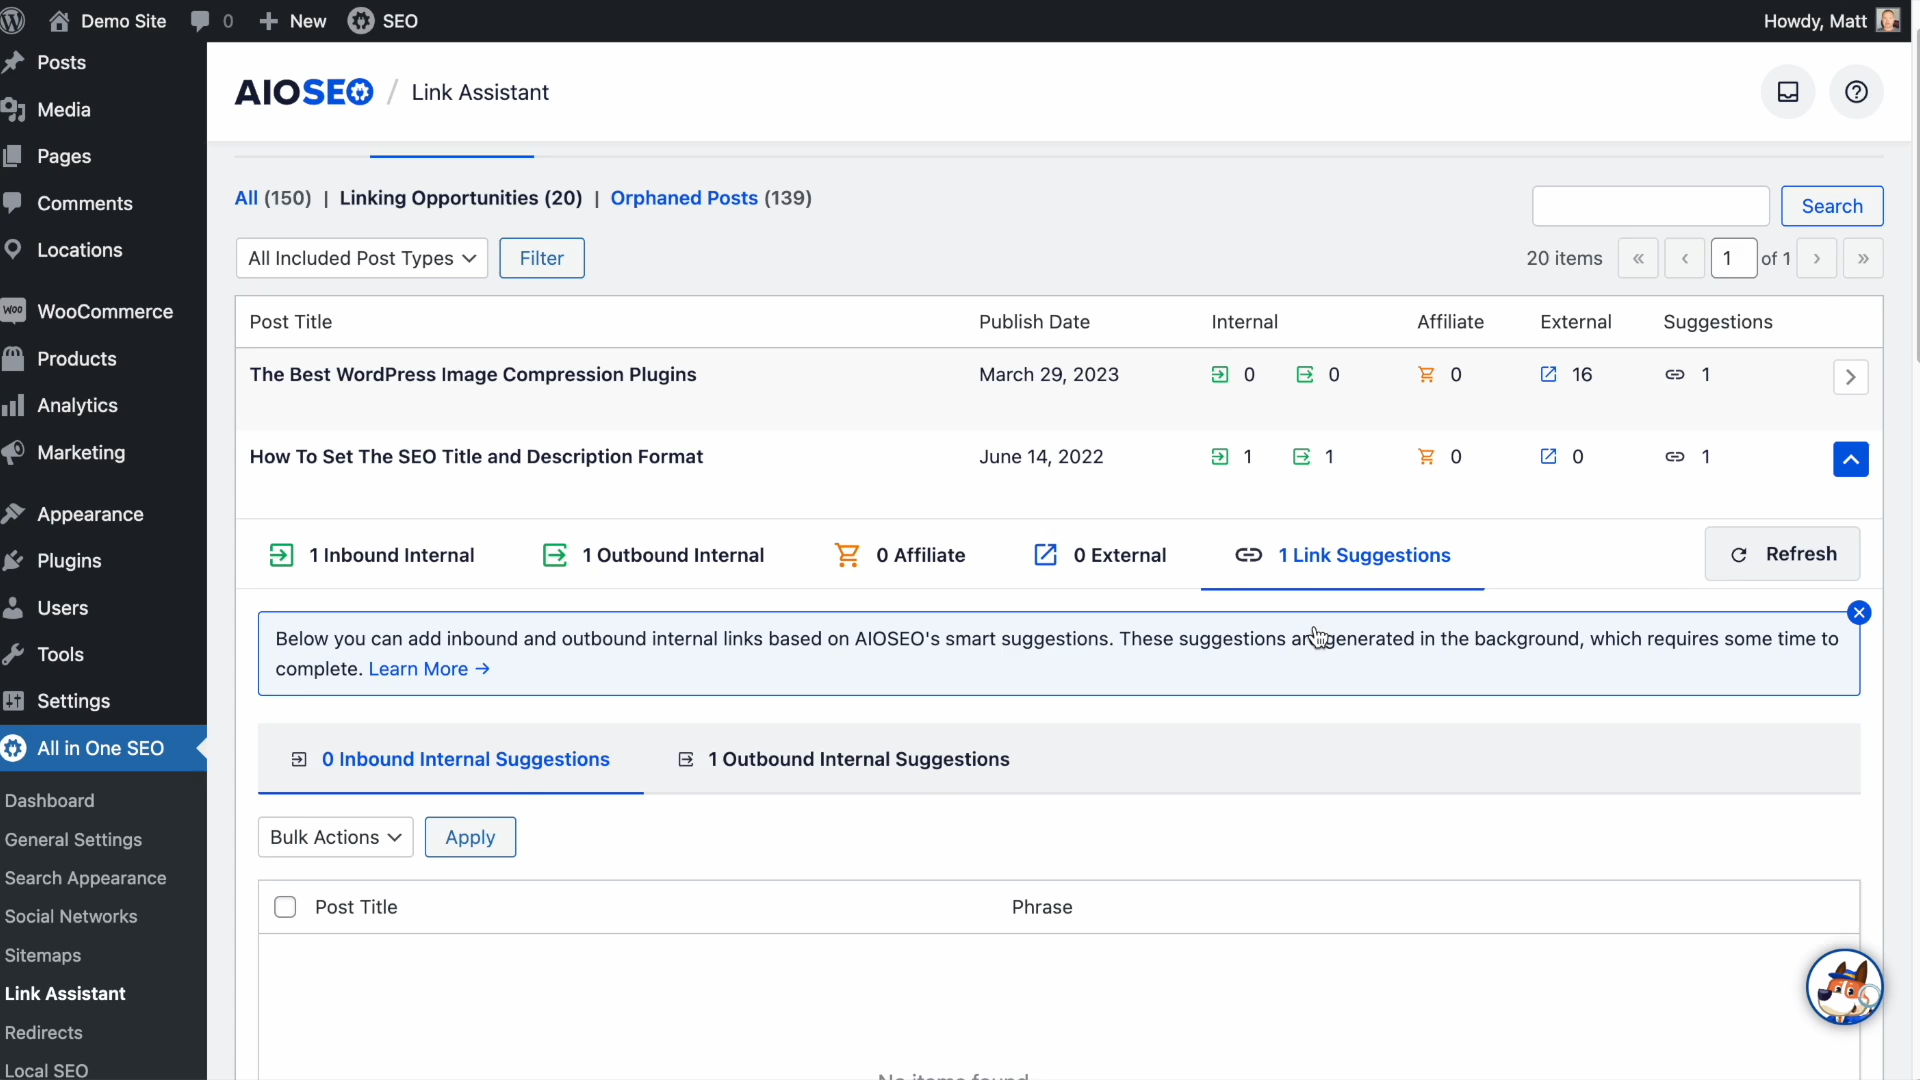 Demo Site 0 New SEO Howdy, Matt
Posts
Media
Pages
Comments
Locations
WOO WooCommerce
Products
Analytics
Marketing
Appearance
Plugins
Users
Tools
Settings
All in One SEO
Dashboard
General Settings
Search Appearance
Social Networks
Sitemaps
Link Assistant
Redirects
Local SEO
AIOSEO / Link Assistant
All (150) | Linking Opportunities (20) | Orphaned Posts (139)
Search
All Included Post Types Filter
20 items « ‹ 1 of 1 › »
Post Title Publish Date Internal Affiliate External Suggestions
The Best WordPress Image Compression Plugins March 29, 2023 0 0 0 16 1
How To Set The SEO Title and Description Format June 14, 2022 1 1 0 0 1
1 Inbound Internal 1 Outbound Internal 0 Affiliate 0 External 1 Link Suggestions Refresh
Below you can add inbound and outbound internal links based on AIOSEO's smart suggestions. These suggestions are generated in the background, which requires some time to
complete. Learn More →
0 Inbound Internal Suggestions 1 Outbound Internal Suggestions
Bulk Actions Apply
Post Title Phrase
No items found